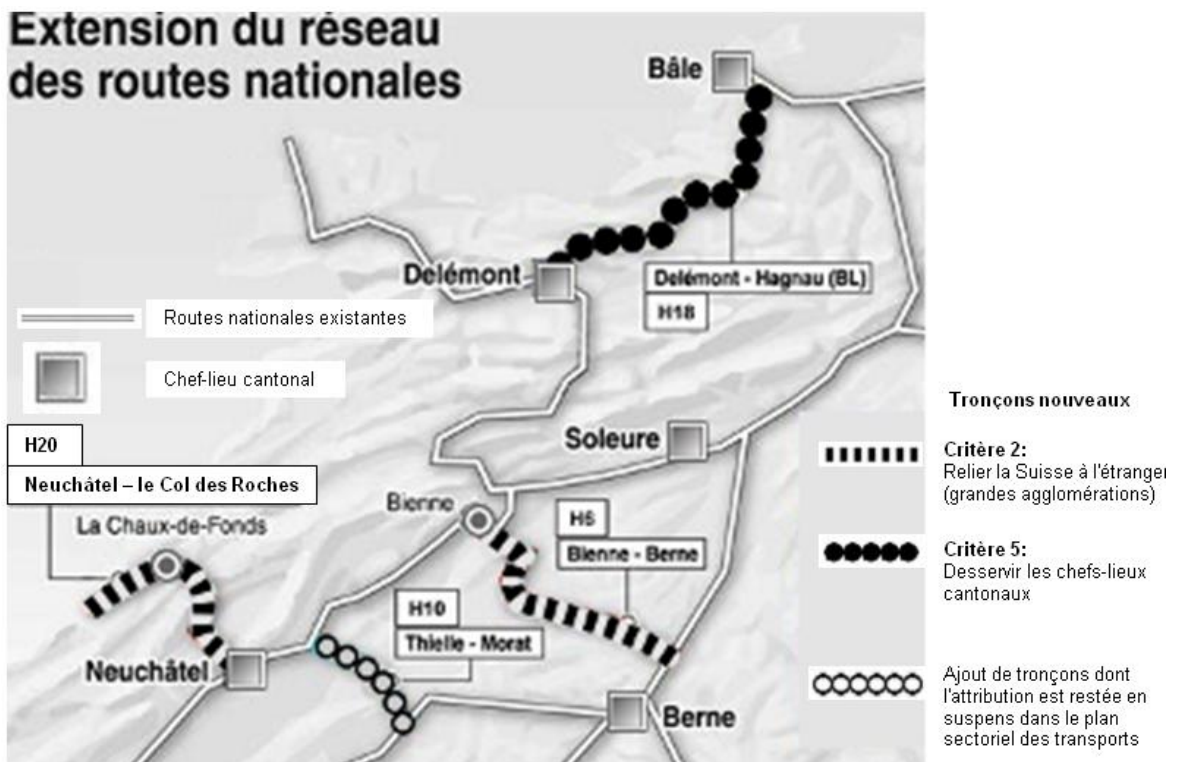 Extension du réseau
des routes nationales
Bâle
Delémont
Delémont - Hagnau (BL)
H18
Routes nationales existantes
Chef-lieu cantonal
Soleure
H20
Neuchâtel – le Col des Roches
La Chaux-de-Fonds
Bienne
H6
Bienne - Berne
H10
Thielle - Morat
Neuchâtel
Berne
Tronçons nouveaux
Critère 2:
Relier la Suisse à l'étranger
(grandes agglomérations)
Critère 5:
Desservir les chefs-lieux
cantonaux
Ajout de tronçons dont
l'attribution est restée en
suspens dans le plan
sectoriel des transports